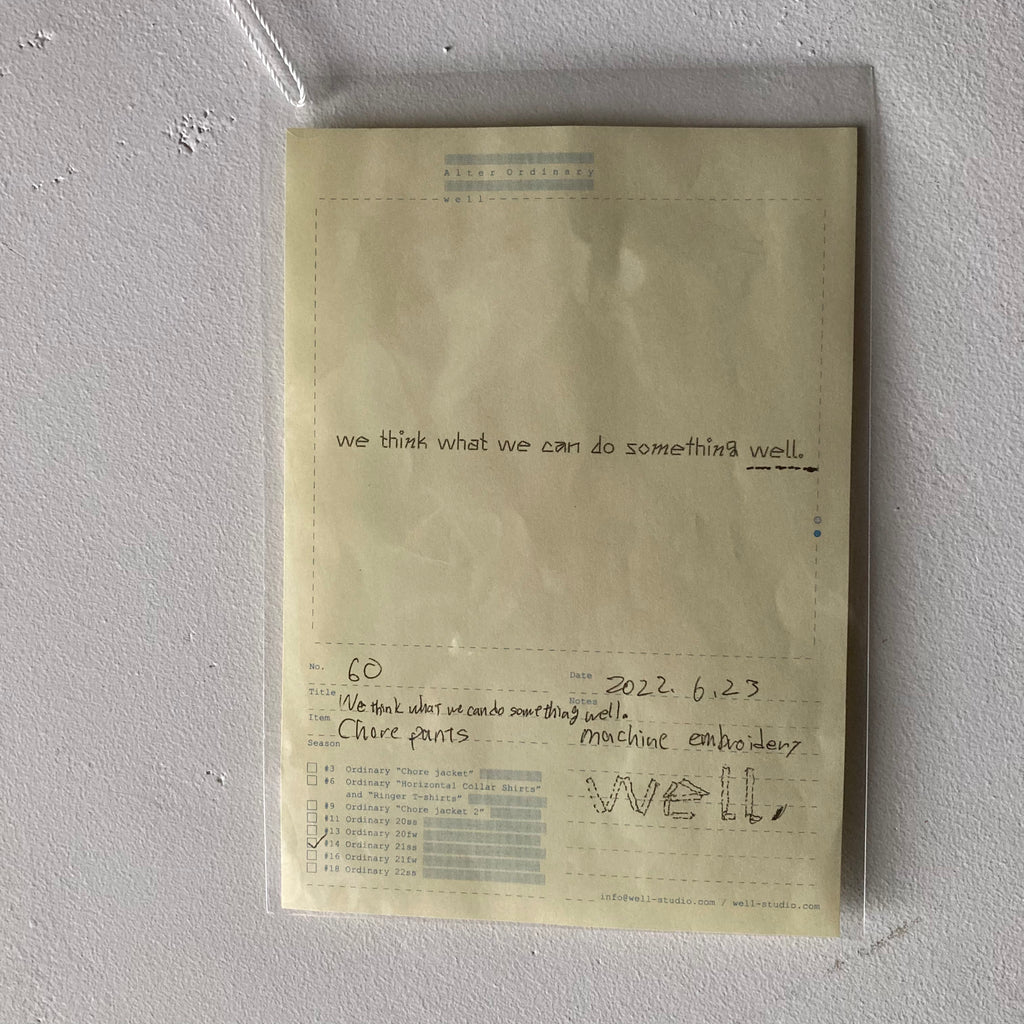 Alter Ordinary
well
we think what we can do something well.
No. 60
Date 2022. 6. 23
Title We think what we can do something well.
Notes
Item Chore pants
machine embroidery
Season
well.
#3 Ordinary “Chore jacket”
#6 Ordinary “Horizontal Collar Shirts”
and “Ringer T-shirts”
#9 Ordinary “Chore jacket 2”
#11 Ordinary 20ss
#13 Ordinary 20fw
#14 Ordinary 21ss
#16 Ordinary 21fw
#18 Ordinary 22ss
info@well-studio.com / well-studio.com